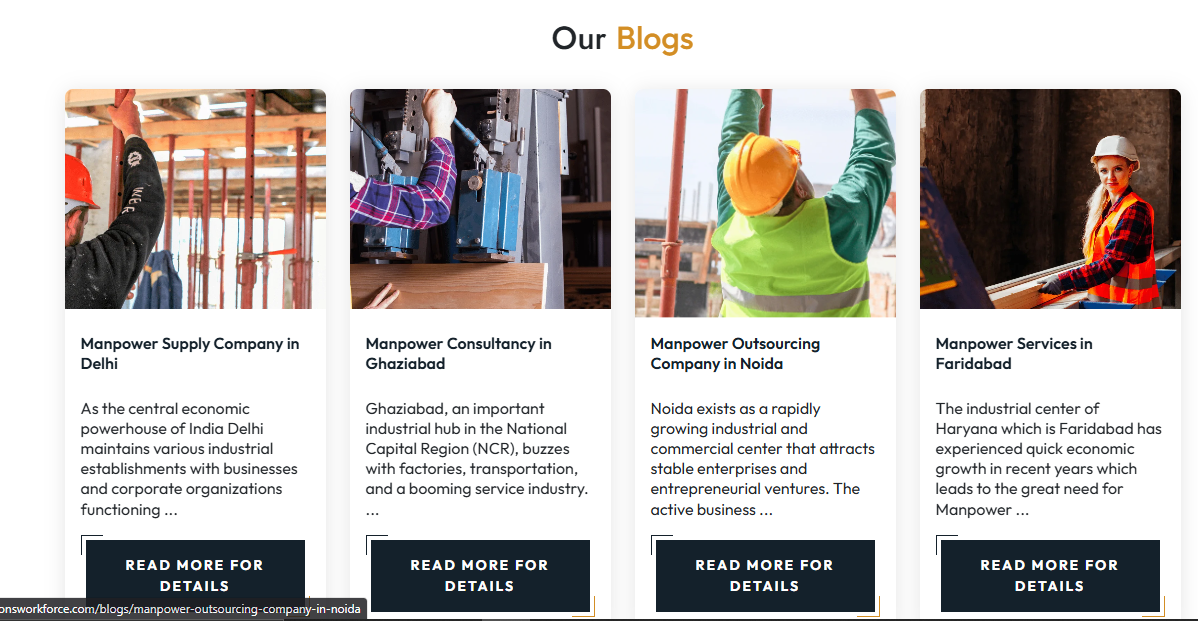 Our Blogs
Manpower Supply Company in
Delhi
As the central economic
powerhouse of India Delhi
maintains various industrial
establishments with businesses
and corporate organizations
functioning ...
READ MORE FOR
DETAILS
Manpower Consultancy in
Ghaziabad
Ghaziabad, an important
industrial hub in the National
Capital Region (NCR), buzzes
with factories, transportation,
and a booming service industry.
...
READ MORE FOR
DETAILS
Manpower Outsourcing
Company in Noida
Noida exists as a rapidly
growing industrial and
commercial center that attracts
stable enterprises and
entrepreneurial ventures. The
active business ...
READ MORE FOR
DETAILS
Manpower Services in
Faridabad
The industrial center of
Haryana which is Faridabad has
experienced quick economic
growth in recent years which
leads to the great need for
Manpower ...
READ MORE FOR
DETAILS
onsworkforce.com/blogs/manpower-outsourcing-company-in-noida